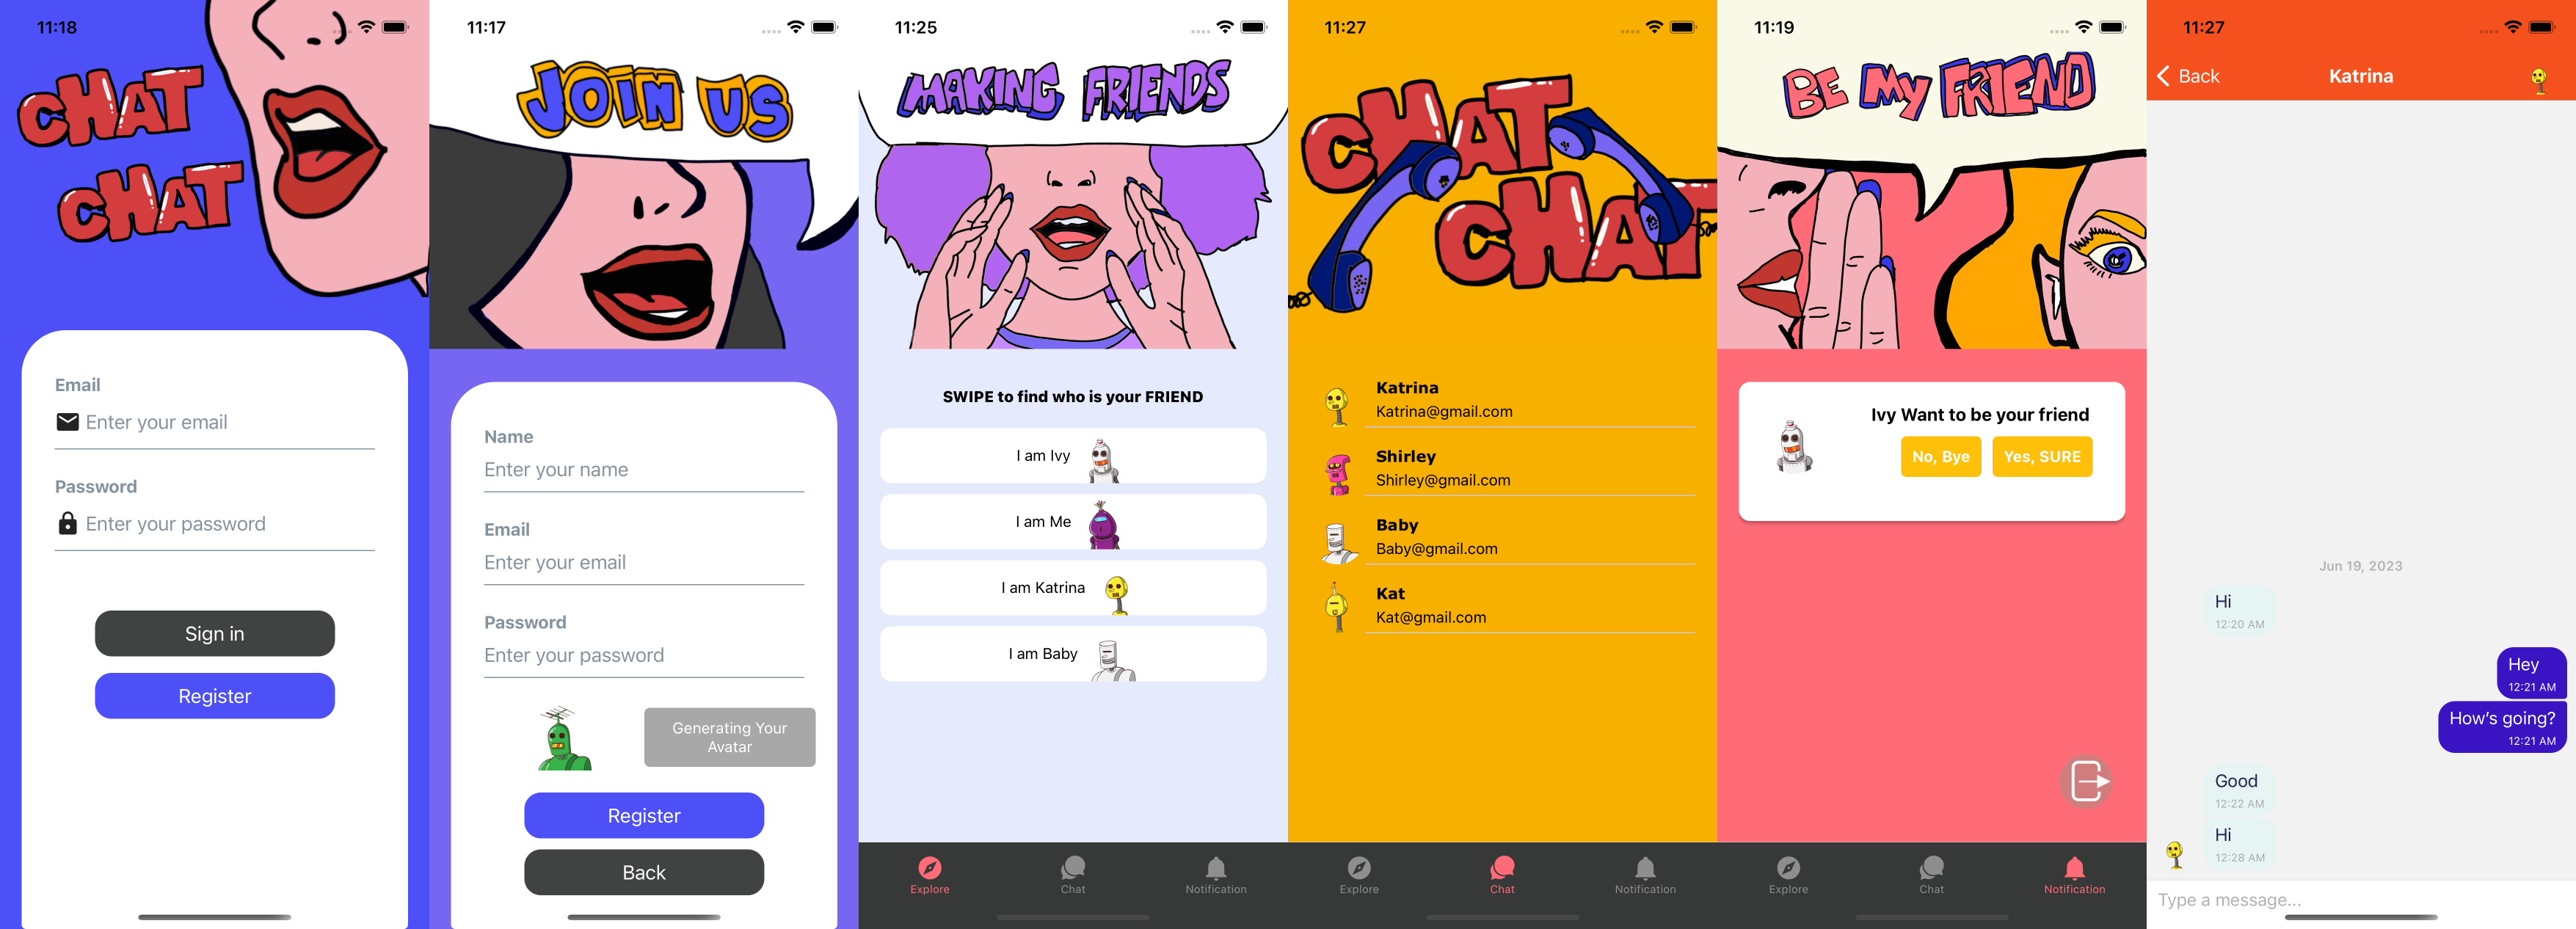 11:18
CHAT
CHAT
Email
Enter your email
Password
Enter your password
Sign in
Register
11:17
JOIN US
Name
Enter your name
Email
Enter your email
Password
Enter your password
Generating Your
Avatar
Register
Back
11:25
MAKING FRIENDS
SWIPE to find who is your FRIEND
I am Ivy
I am Me
I am Katrina
I am Baby
Explore
Chat
Notification
11:27
CHAT
CHAT
Katrina
Katrina@gmail.com
Shirley
Shirley@gmail.com
Baby
Baby@gmail.com
Kat
Kat@gmail.com
Explore
Chat
Notification
11:19
BE MY FRIEND
Ivy Want to be your friend
No, Bye
Yes, SURE
Explore
Chat
Notification
11:27
Back
Katrina
Jun 19, 2023
Hi
12:20 AM
Hey
12:21 AM
How's going?
12:21 AM
Good
12:22 AM
Hi
12:28 AM
Type a message...